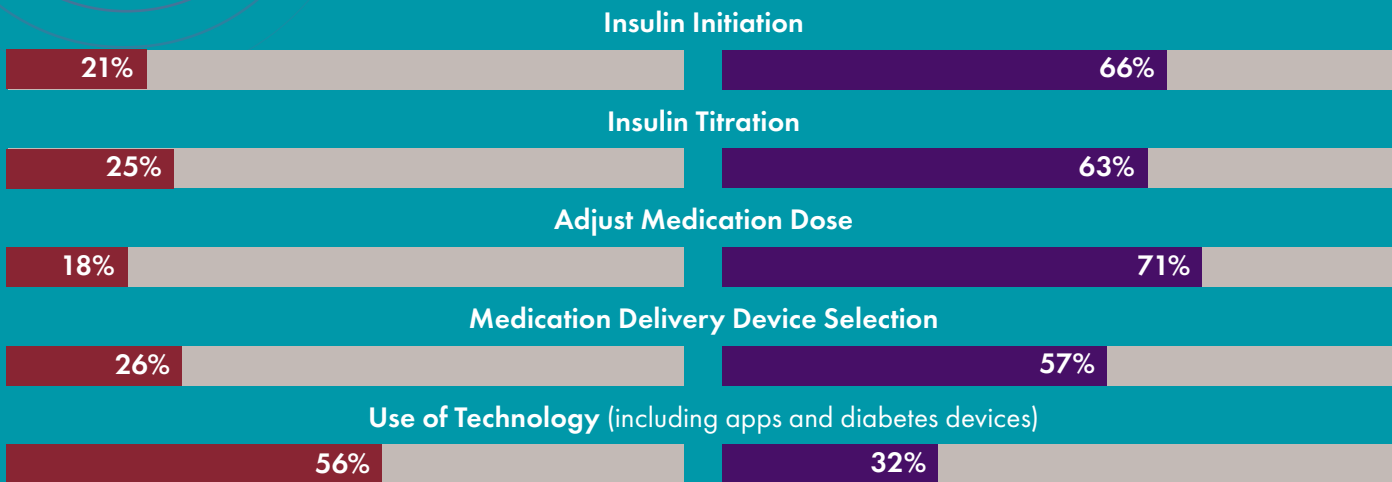 Insulin Initiation
21% 66%
Insulin Titration
25% 63%
Adjust Medication Dose
18% 71%
Medication Delivery Device Selection
26% 57%
Use of Technology (including apps and diabetes devices)
56% 32%